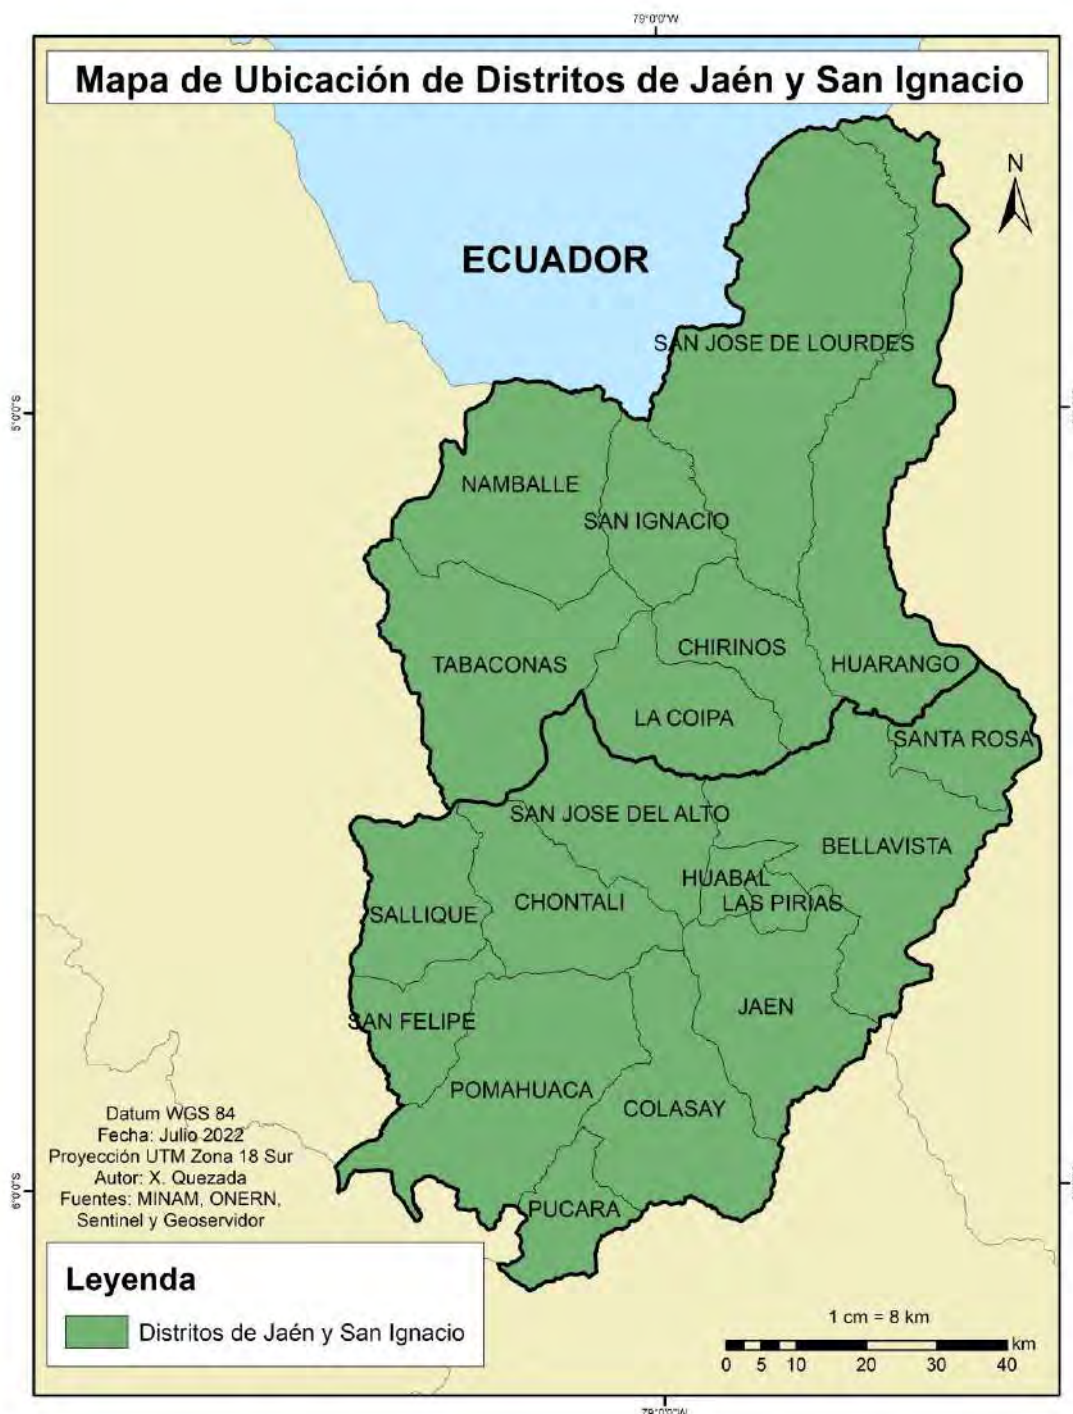 79°0'0"W
Mapa de Ubicación de Distritos de Jaén y San Ignacio
N
ECUADOR
SAN JOSE DE LOURDES
5°0'0"S
NAMBALLE
SAN IGNACIO
CHIRINOS
TABACONAS
HUARANGO
LA COIPA
SANTA ROSA
SAN JOSE DEL ALTO
BELLAVISTA
HUABAL
CHONTALI
LAS PIRIAS
SALLIQUE
JAEN
SAN FELIPE
POMAHUACA
COLASAY
Datum WGS 84
Fecha: Julio 2022
Proyección UTM Zona 18 Sur
Autor: X. Quezada
Fuentes: MINAM, ONERN,
Sentinel y Geoservidor
6°0'0"S
PUCARA
Leyenda
Distritos de Jaén y San Ignacio
1 cm = 8 km
km
0 5 10 20 30 40
79°0'0"W